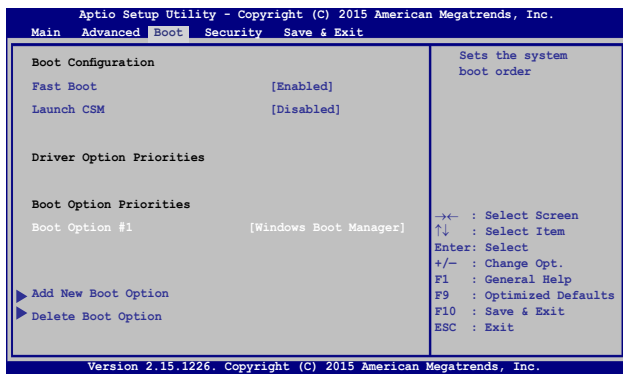 Aptio Setup Utility - Copyright (C) 2015 American Megatrends, Inc.
Main Advanced Boot Security Save & Exit
Boot Configuration
Fast Boot [Enabled]
Launch CSM [Disabled]
Driver Option Priorities
Boot Option Priorities
Boot Option #1 [Windows Boot Manager]
Add New Boot Option
Delete Boot Option
Sets the system
boot order
→← : Select Screen
↑↓ : Select Item
Enter: Select
+/— : Change Opt.
F1 : General Help
F9 : Optimized Defaults
F10 : Save & Exit
ESC : Exit
Version 2.15.1226. Copyright (C) 2015 American Megatrends, Inc.